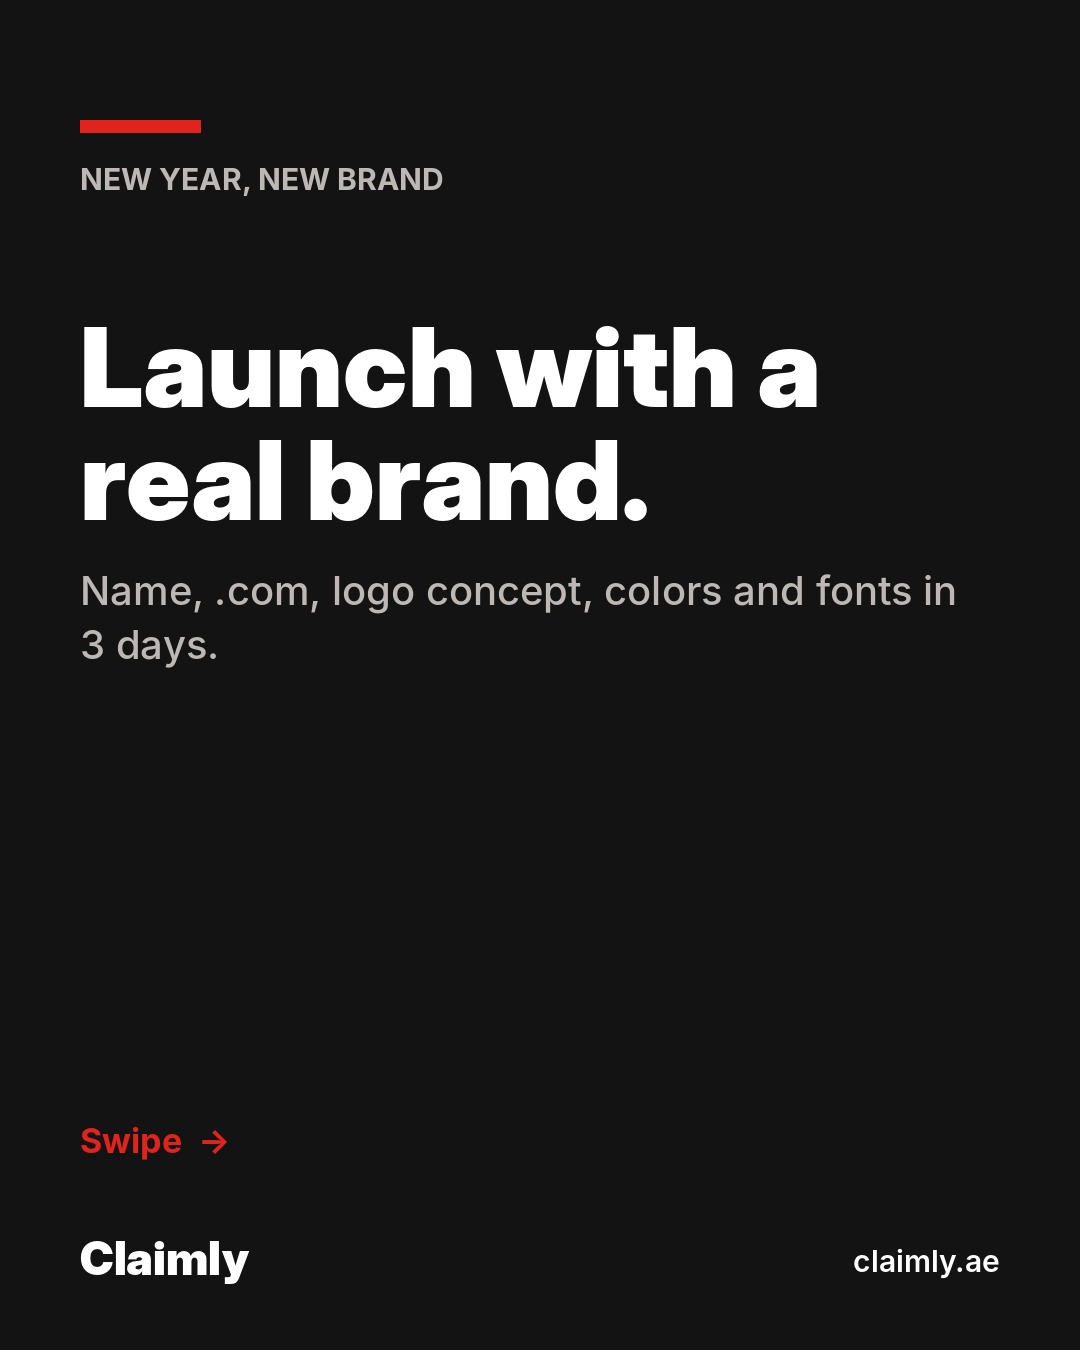 NEW YEAR, NEW BRAND
Launch with a
real brand.
Name, .com, logo concept, colors and fonts in
3 days.
Swipe →
Claimly
claimly.ae